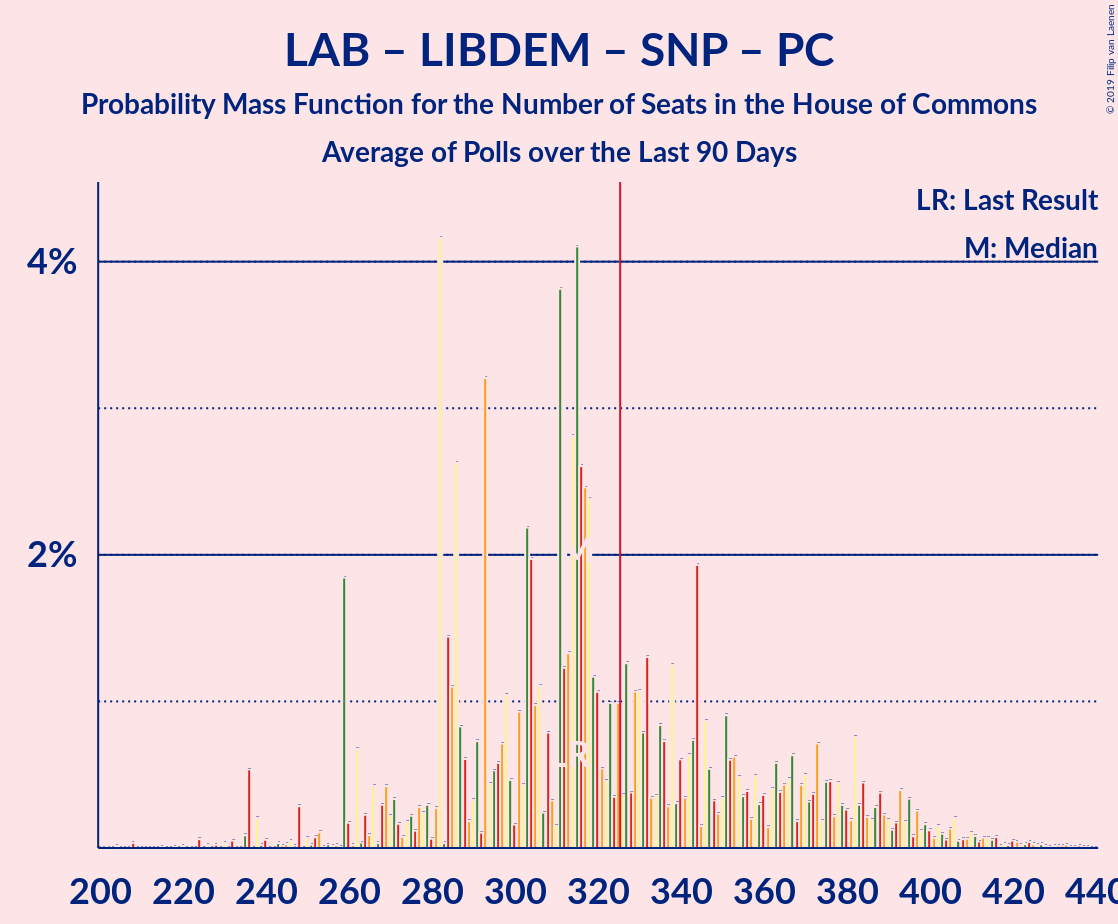 LAB – LIBDEM – SNP – PC
Probability Mass Function for the Number of Seats in the House of Commons
Average of Polls over the Last 90 Days
© 2019 Filip van Laenen
LR: Last Result
M: Median
4%
2%
200 220 240 260 280 300 320 340 360 380 400 420 440